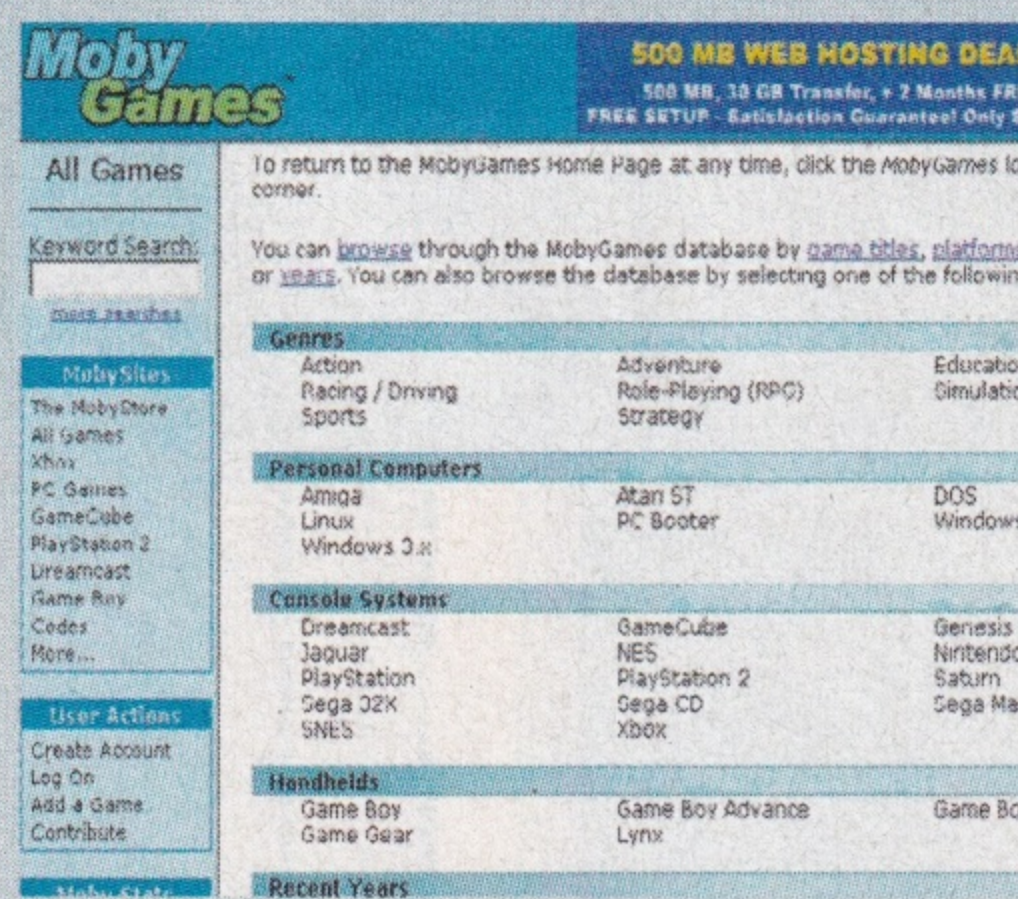 Moby
Games
500 MB WEB HOSTING DEA
500 MB, 30 GB Transfer, + 2 Months FR
FREE SETUP - Satisfaction Guarantee! Only
All Games
Keyword Search:
more searches
MobySites
The MobyStore
All Games
Xbox
PC Games
GameCube
PlayStation 2
Dreamcast
Game Boy
Codes
More...
User Actions
Create Account
Log On
Add a Game
Contribute
Moby Stats
To return to the MobyGames Home Page at any time, click the MobyGames lo
corner.
You can browse through the MobyGames database by game titles, platforms
or years. You can also browse the database by selecting one of the followin
Genres
Action Adventure Educatio
Racing / Driving Role-Playing (RPG) Simulatio
Sports Strategy
Personal Computers
Amiga Atari ST DOS
Linux PC Booter Windows
Windows 3.x
Console Systems
Dreamcast GameCube Genesis
Jaguar NES Nintendo
PlayStation PlayStation 2 Saturn
Sega 32X Sega CD Sega Ma
SNES Xbox
Handhelds
Game Boy Game Boy Advance Game Bo
Game Gear Lynx
Recent Years